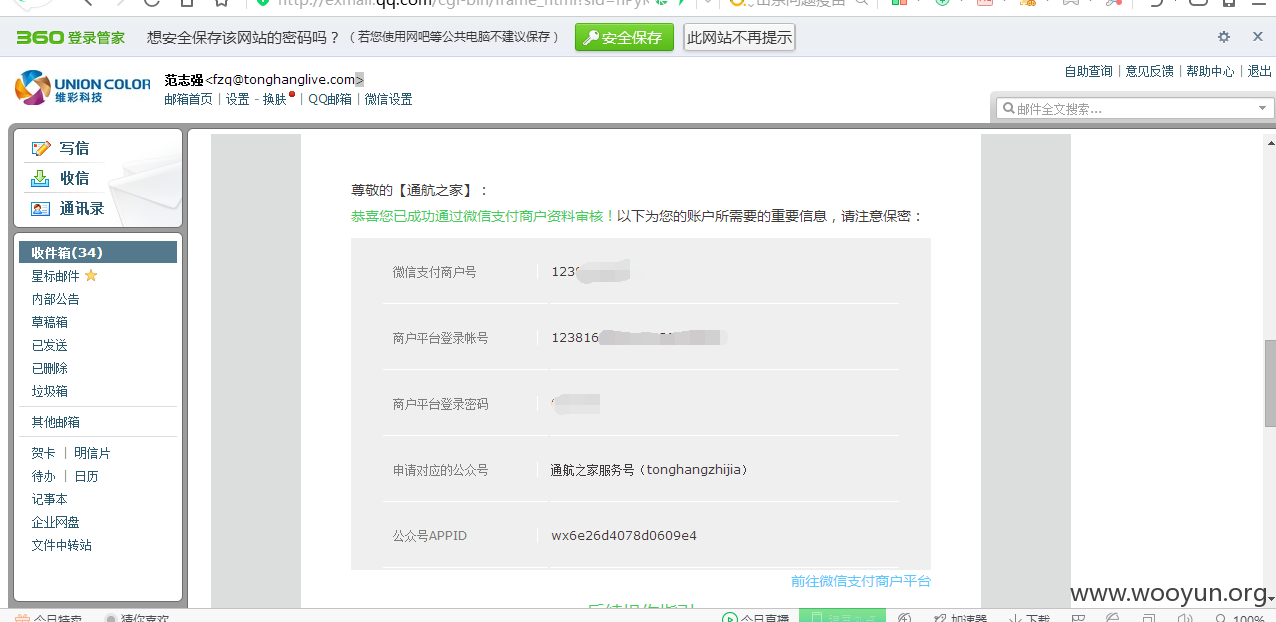 http://exmail.qq.com/cgi-bin/frame_html?sid=
360 登录管家 想安全保存该网站的密码吗？（若您使用网吧等公共电脑不建议保存） 安全保存 此网站不再提示
UNION COLOR
维彩科技
范志强<fzq@tonghanglive.com>
邮箱首页 | 设置 - 换肤 | QQ邮箱 | 微信设置
自助查询 | 意见反馈 | 帮助中心 | 退出
邮件全文搜索...
写信
收信
通讯录
收件箱(34)
星标邮件
内部公告
草稿箱
已发送
已删除
垃圾箱
其他邮箱
贺卡 | 明信片
待办 | 日历
记事本
企业网盘
文件中转站
尊敬的【通航之家】：
恭喜您已成功通过微信支付商户资料审核！以下为您的账户所需要的重要信息，请注意保密：
微信支付商户号 123
商户平台登录帐号 123816
商户平台登录密码
申请对应的公众号 通航之家服务号（tonghangzhijia）
公众号APPID wx6e26d4078d0609e4
前往微信支付商户平台
后续操作指引
www.wooyun.org
今日特卖 猜你喜欢 今日直播 加速器 下载 100%